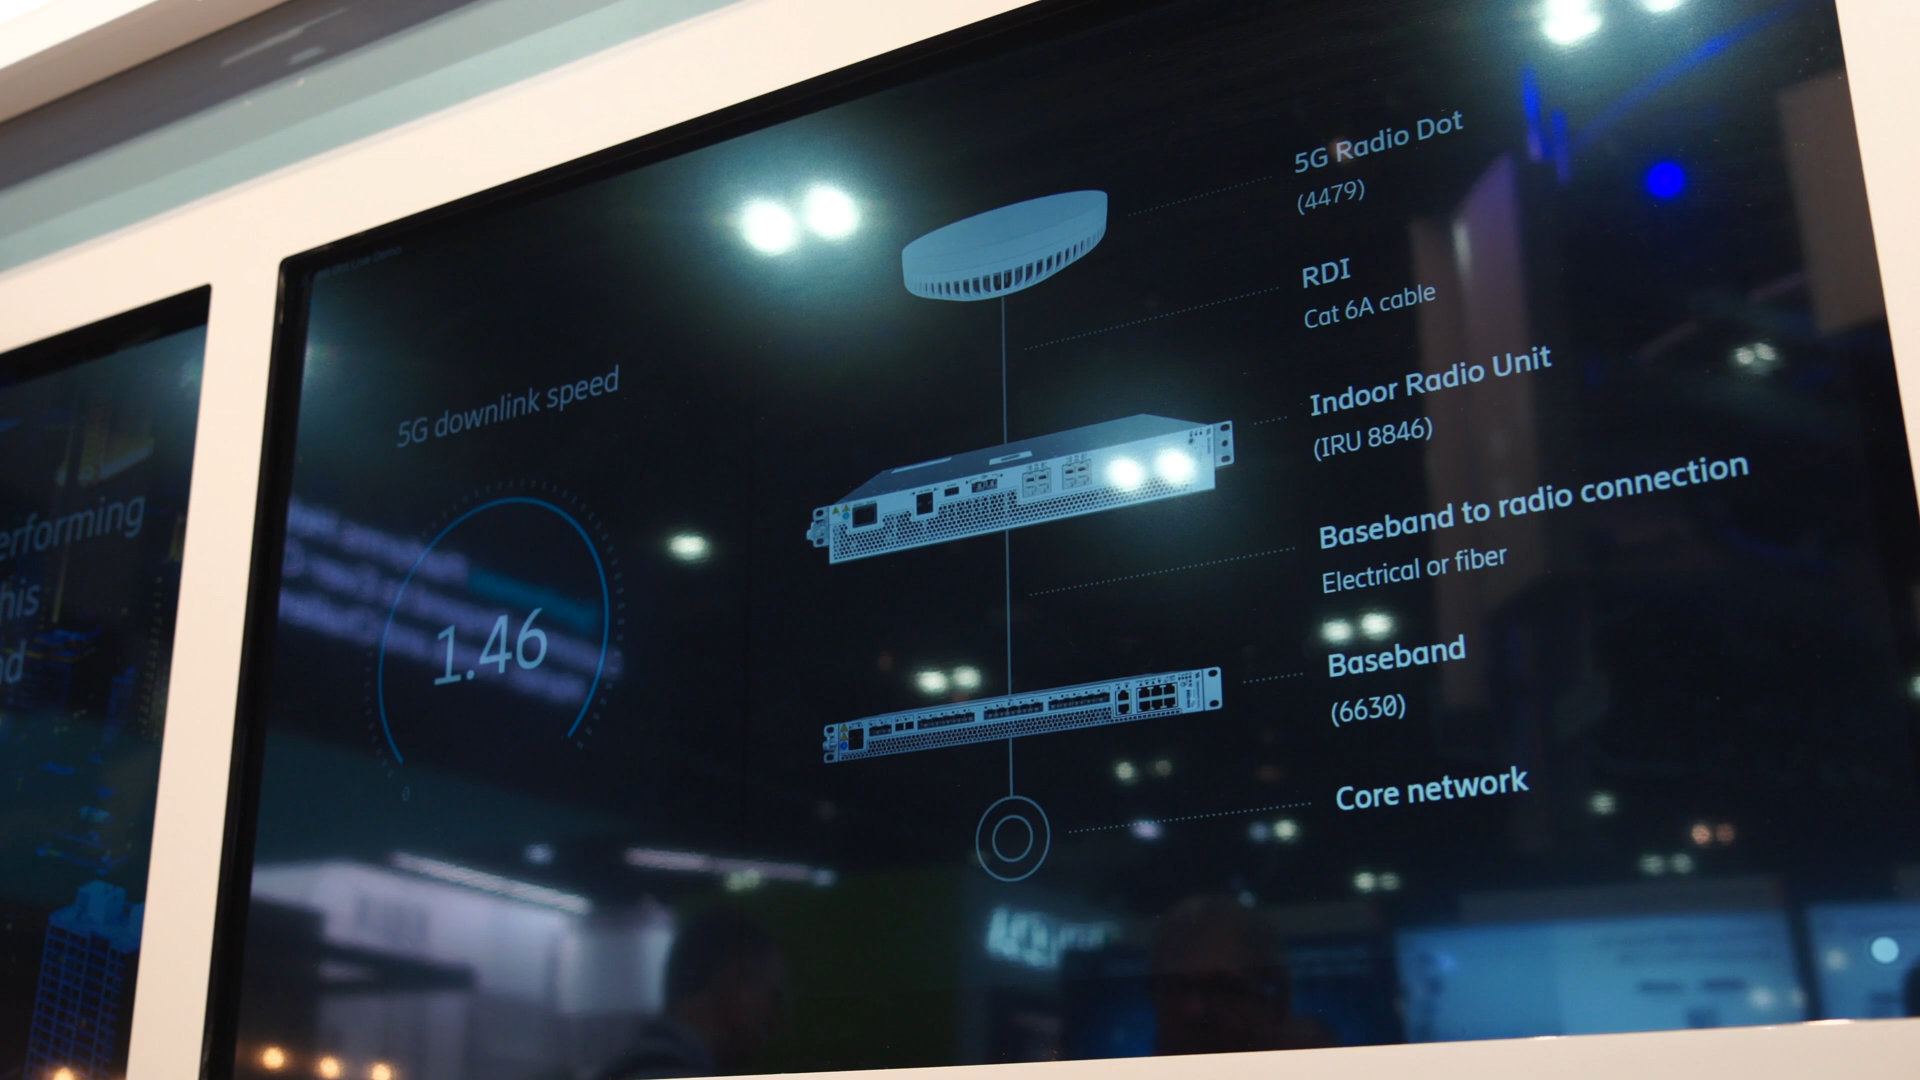 erforming
his
nd
5G downlink speed
1.46
0
5G Radio Dot
(4479)
RDI
Cat 6A cable
Indoor Radio Unit
(IRU 8846)
Baseband to radio connection
Electrical or fiber
Baseband
(6630)
Core network